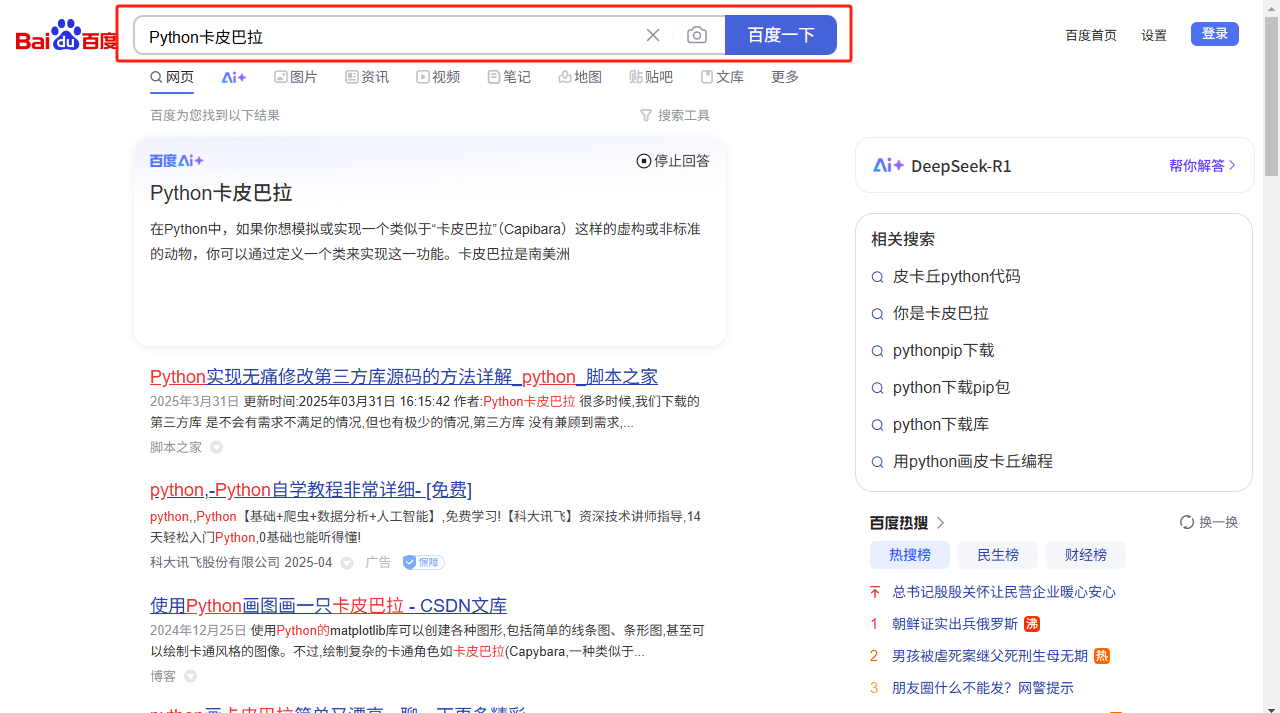 Bai du 百度
Python卡皮巴拉
百度一下
百度首页 设置 登录
网页 Ai+ 图片 资讯 视频 笔记 地图 贴吧 文库 更多
百度为您找到以下结果
搜索工具
百度Ai+
停止回答
Python卡皮巴拉
在Python中，如果你想模拟或实现一个类似于“卡皮巴拉”（Capibara）这样的虚构或非标准
的动物，你可以通过定义一个类来实现这一功能。卡皮巴拉是南美洲
Python实现无痛修改第三方库源码的方法详解_python_脚本之家
2025年3月31日 更新时间:2025年03月31日 16:15:42 作者:Python卡皮巴拉 很多时候,我们下载的
第三方库 是不会有需求不满足的情况,但也有极少的情况,第三方库 没有兼顾到需求,...
脚本之家
python,-Python自学教程非常详细- [免费]
python,,Python【基础+爬虫+数据分析+人工智能】,免费学习!【科大讯飞】资深技术讲师指导,14
天轻松入门Python,0基础也能听得懂!
科大讯飞股份有限公司 2025-04 广告 保障
使用Python画图画一只卡皮巴拉 - CSDN文库
2024年12月25日 使用Python的matplotlib库可以创建各种图形,包括简单的线条图、条形图,甚至可
以绘制卡通风格的图像。不过,绘制复杂的卡通角色如卡皮巴拉(Capybara,一种类似于...
博客
Ai+ DeepSeek-R1 帮你解答
相关搜索
皮卡丘python代码
你是卡皮巴拉
pythonpip下载
python下载pip包
python下载库
用python画皮卡丘编程
百度热搜 换一换
热搜榜 民生榜 财经榜
总书记殷殷关怀让民营企业暖心安心
1 朝鲜证实出兵俄罗斯 沸
2 男孩被虐死案继父死刑生母无期 热
3 朋友圈什么不能发？网警提示